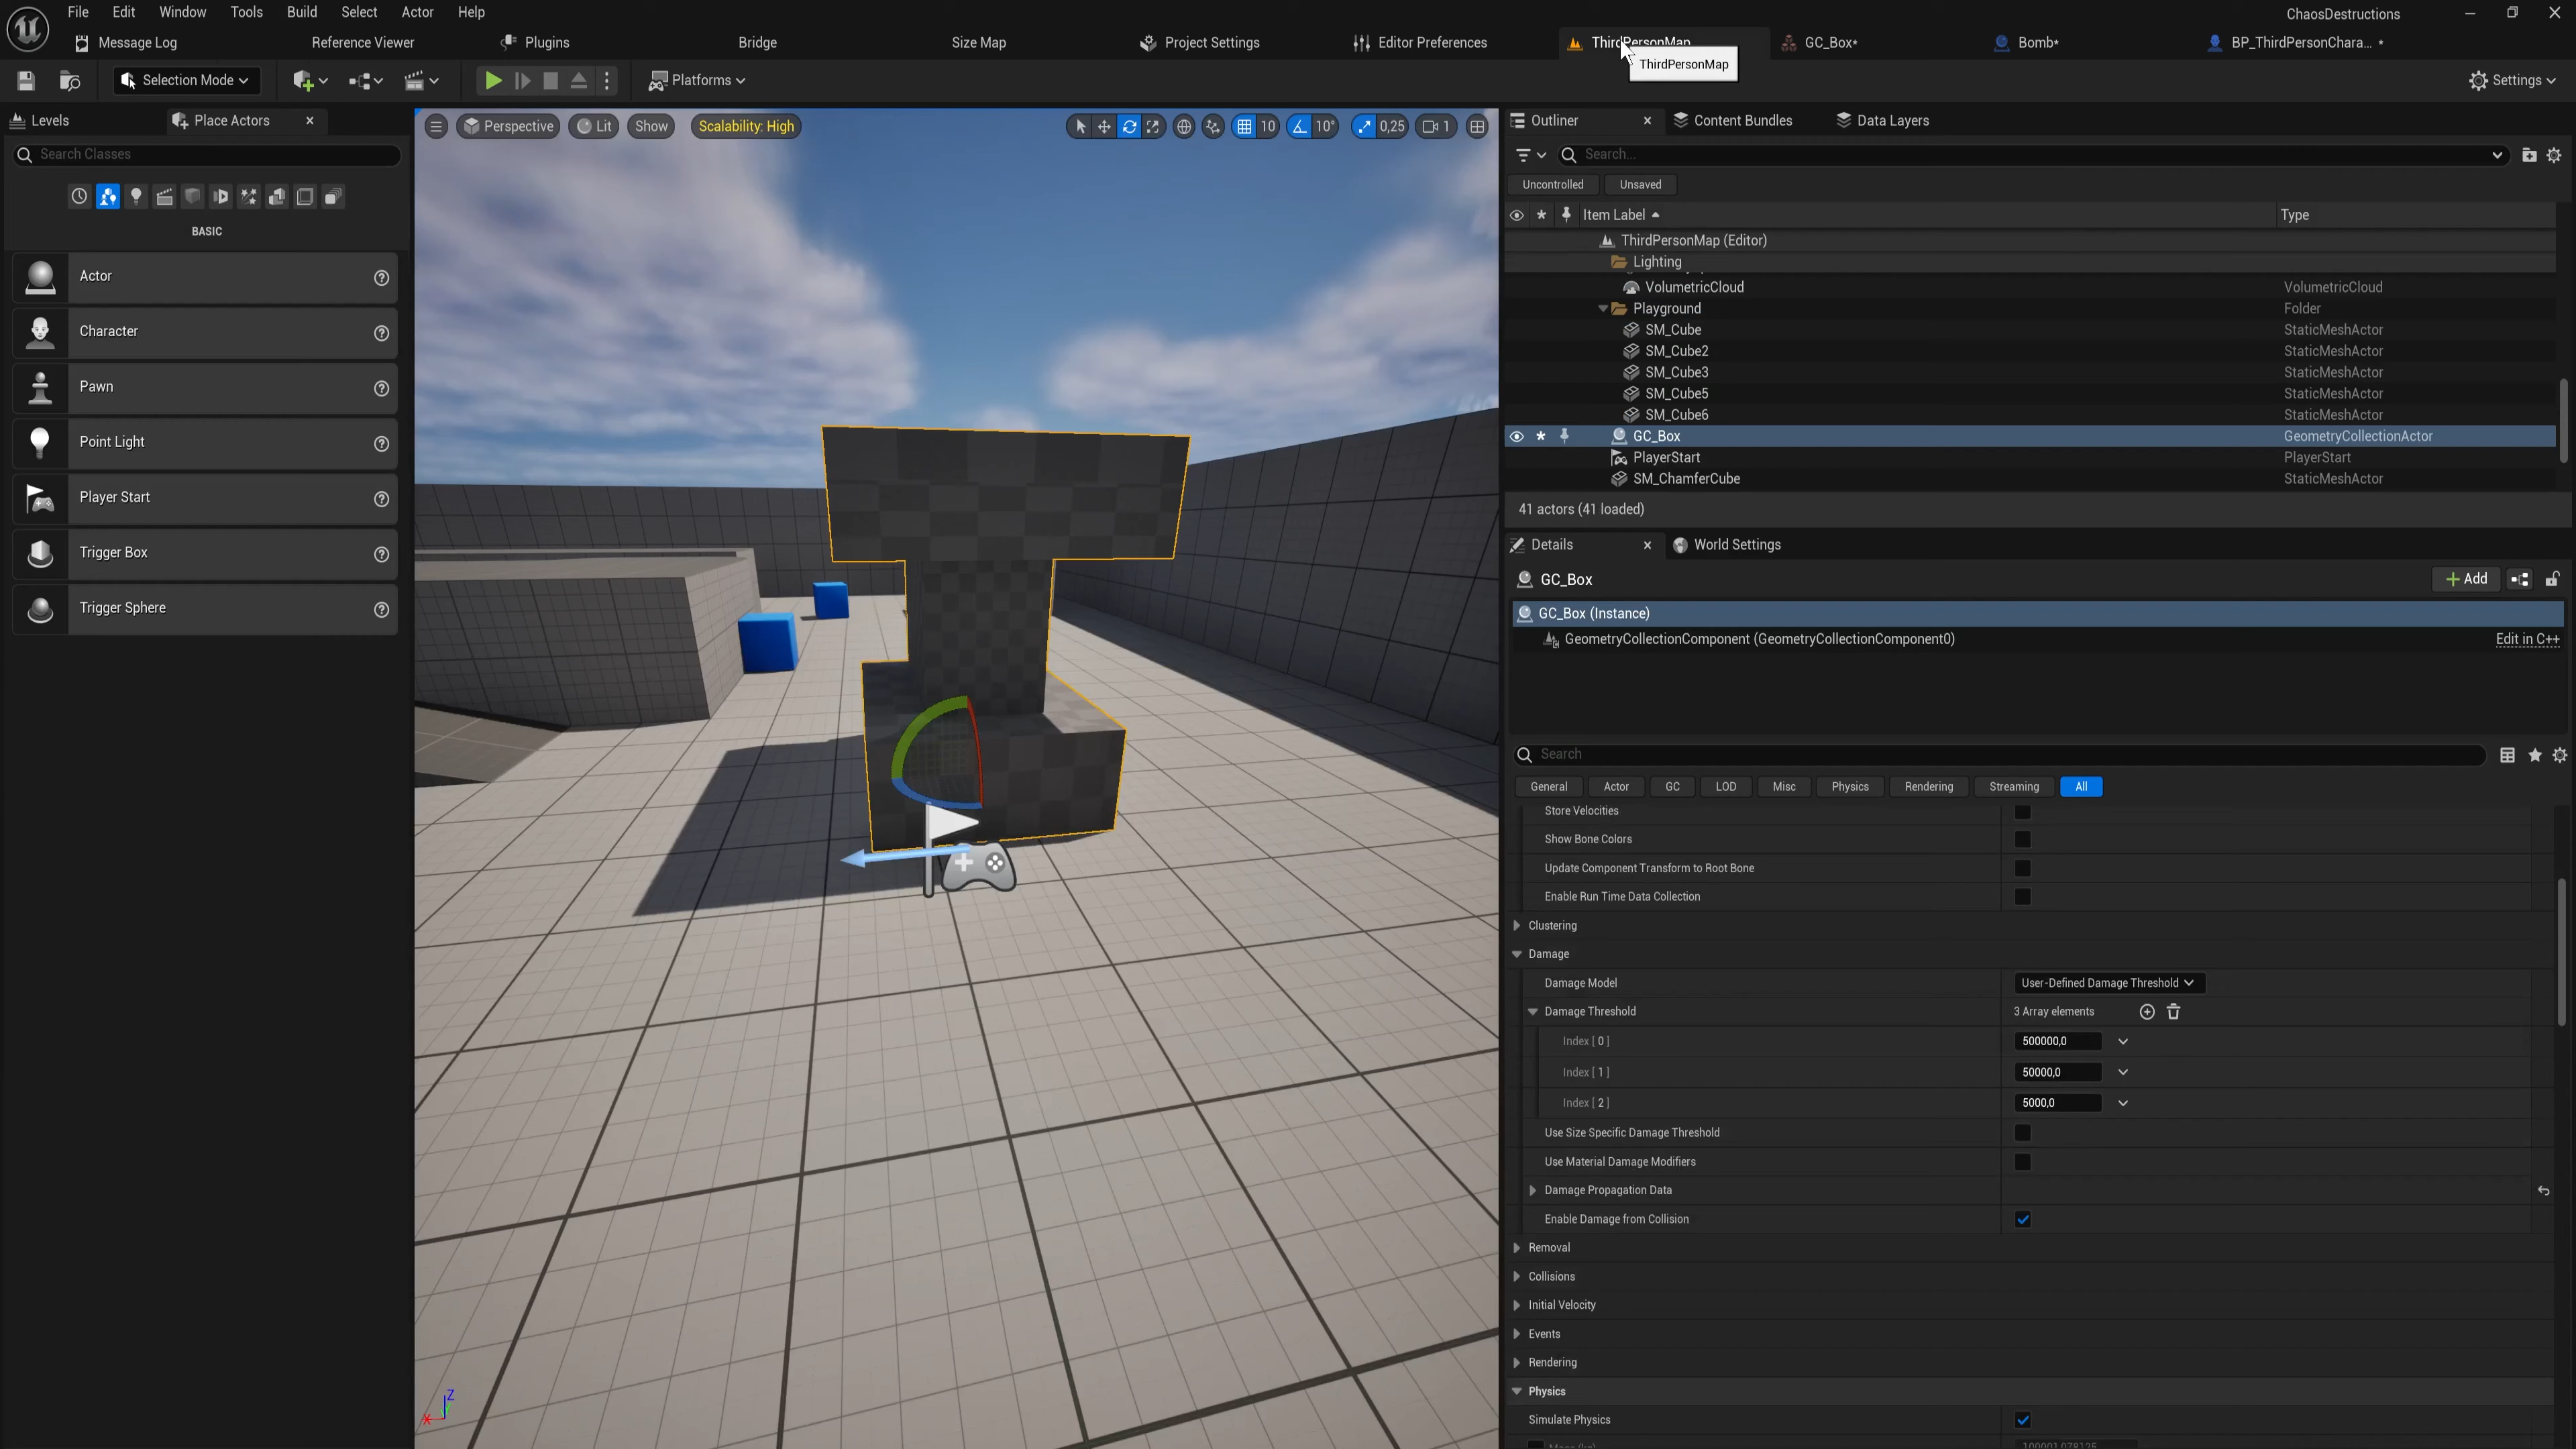 File Edit Window Tools Build Select Actor Help
ChaosDestructions
Message Log Reference Viewer Plugins Bridge Size Map Project Settings Editor Preferences ThirdPersonMap GC_Box* Bomb* BP_ThirdPersonChara... *
ThirdPersonMap
Selection Mode Platforms Settings
Levels Place Actors
Search Classes
BASIC
Actor
Character
Pawn
Point Light
Player Start
Trigger Box
Trigger Sphere
Perspective Lit Show Scalability: High 10 10° 0,25 1
Z
X
Outliner Content Bundles Data Layers
Search...
Uncontrolled Unsaved
Item Label Type
ThirdPersonMap (Editor)
Lighting
VolumetricCloud VolumetricCloud
Playground Folder
SM_Cube StaticMeshActor
SM_Cube2 StaticMeshActor
SM_Cube3 StaticMeshActor
SM_Cube5 StaticMeshActor
SM_Cube6 StaticMeshActor
GC_Box GeometryCollectionActor
PlayerStart PlayerStart
SM_ChamferCube StaticMeshActor
41 actors (41 loaded)
Details World Settings
GC_Box Add
GC_Box (Instance)
GeometryCollectionComponent (GeometryCollectionComponent0) Edit in C++
Search
General Actor GC LOD Misc Physics Rendering Streaming All
Store Velocities
Show Bone Colors
Update Component Transform to Root Bone
Enable Run Time Data Collection
Clustering
Damage
Damage Model User-Defined Damage Threshold
Damage Threshold 3 Array elements
Index [ 0 ] 500000,0
Index [ 1 ] 50000,0
Index [ 2 ] 5000,0
Use Size Specific Damage Threshold
Use Material Damage Modifiers
Damage Propagation Data
Enable Damage from Collision
Removal
Collisions
Initial Velocity
Events
Rendering
Physics
Simulate Physics